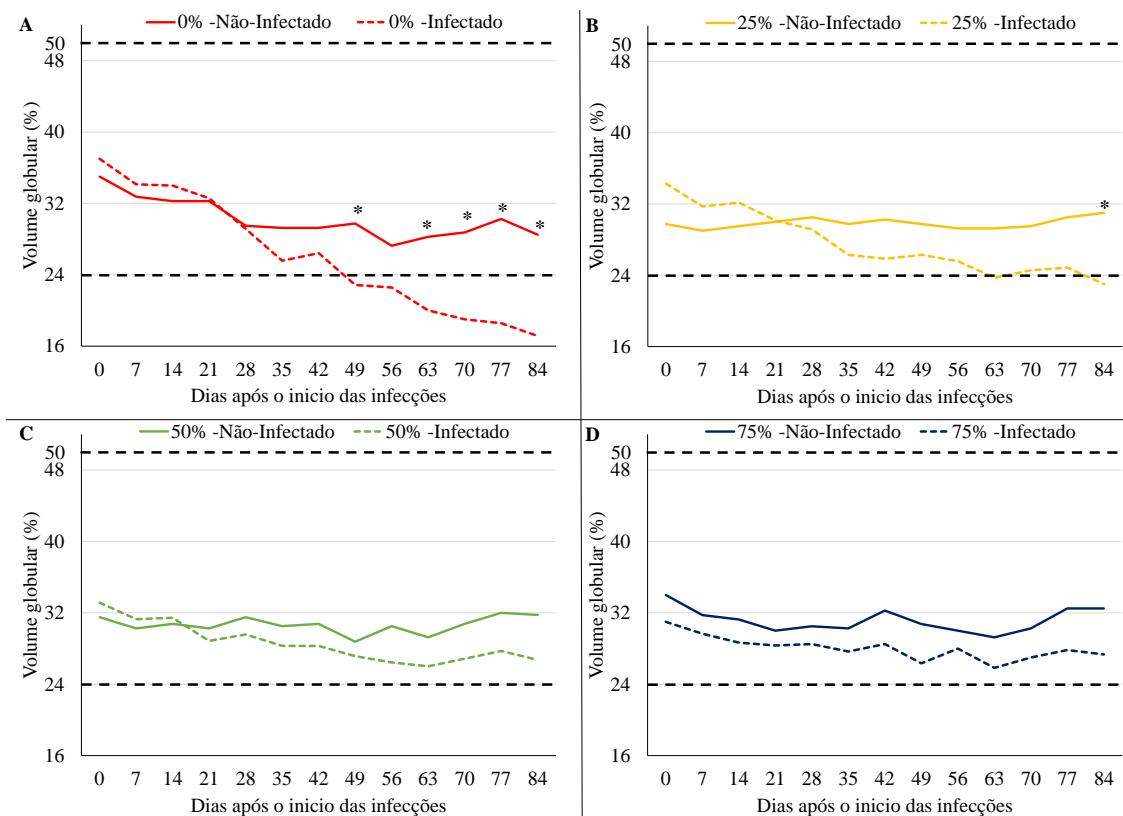 A
0% -Não-Infectado 0% -Infectado
50
48
40
32
24
16
Volume globular (%)
* * * * *
0 7 14 21 28 35 42 49 56 63 70 77 84
Dias após o inicio das infecções
B
25% -Não-Infectado 25% -Infectado
50
48
40
32
24
16
Volume globular (%)
*
0 7 14 21 28 35 42 49 56 63 70 77 84
Dias após o inicio das infecções
C
50% -Não-Infectado 50% -Infectado
50
48
40
32
24
16
Volume globular (%)
0 7 14 21 28 35 42 49 56 63 70 77 84
Dias após o inicio das infecções
D
75% -Não-Infectado 75% -Infectado
50
48
40
32
24
16
Volume globular (%)
0 7 14 21 28 35 42 49 56 63 70 77 84
Dias após o inicio das infecções